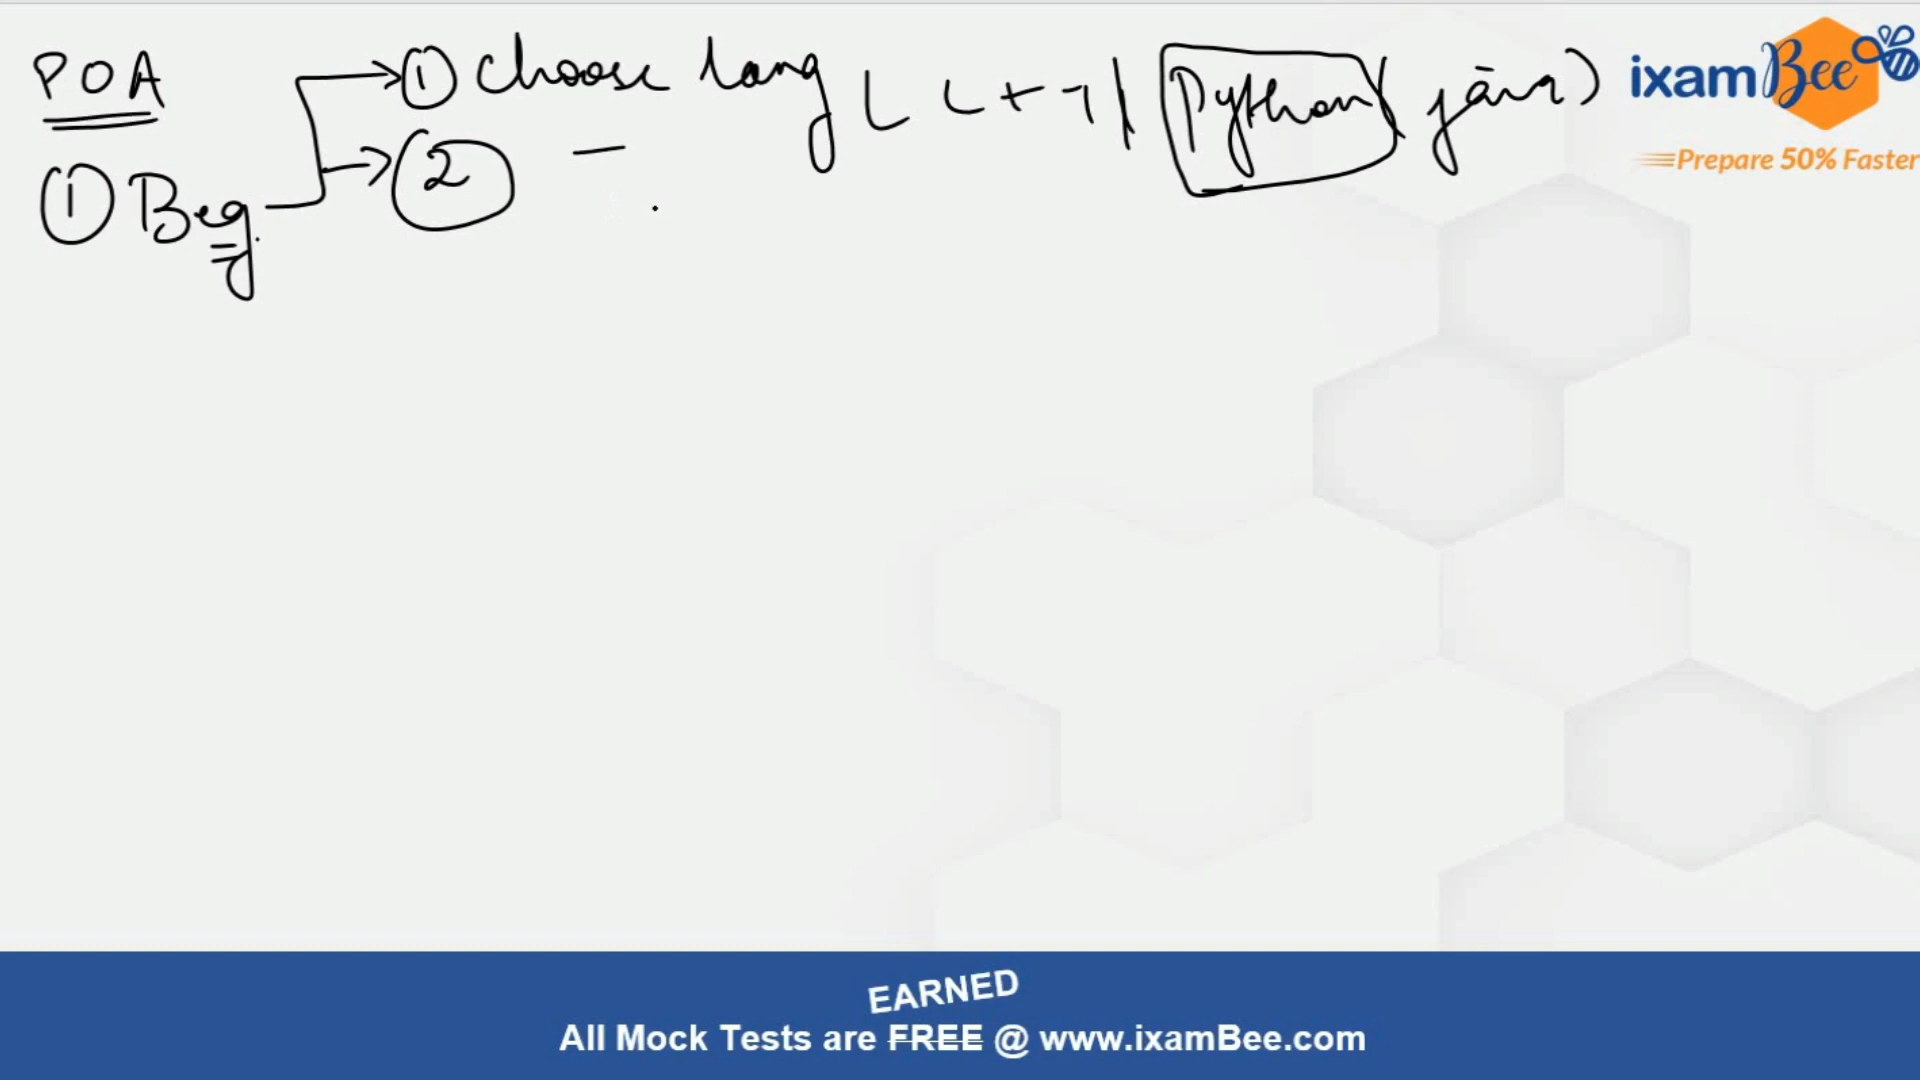 POA
① Beg.
① Choose lang ( C++ | Python ( java )
② –
ixamBee
Prepare 50% Faster
EARNED
All Mock Tests are FREE @ www.ixamBee.com